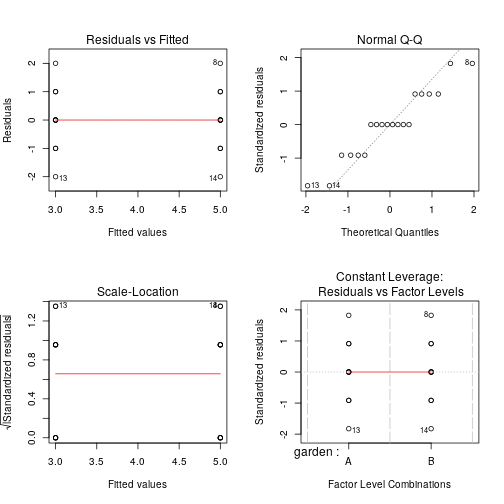 Residuals vs Fitted
Residuals
2
1
0
-1
-2
8
13
14
3.0 3.5 4.0 4.5 5.0
Fitted values
Normal Q-Q
Standardized residuals
2
1
0
-1
8
13 14
-2 -1 0 1 2
Theoretical Quantiles
Scale-Location
√|Standardized residuals|
1.2
0.8
0.4
0.0
13
3.0 3.5 4.0 4.5 5.0
Fitted values
Constant Leverage:
Residuals vs Factor Levels
Standardized residuals
2
1
0
-1
-2
8
13
14
garden :
A B
Factor Level Combinations